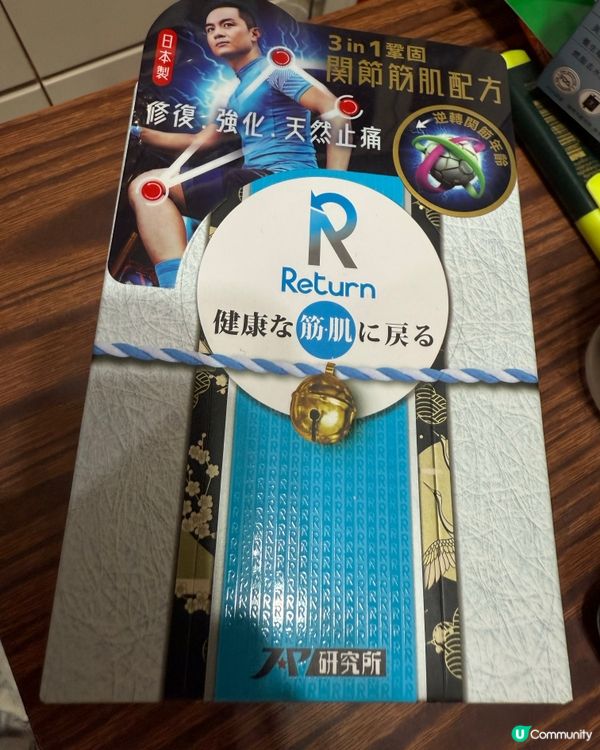 日本製
3 in 1 鞏固
關節筋肌配方
修復.強化.天然止痛
逆轉關節年齡
R
Return
健康な筋・肌に戻る
研究所
U Community